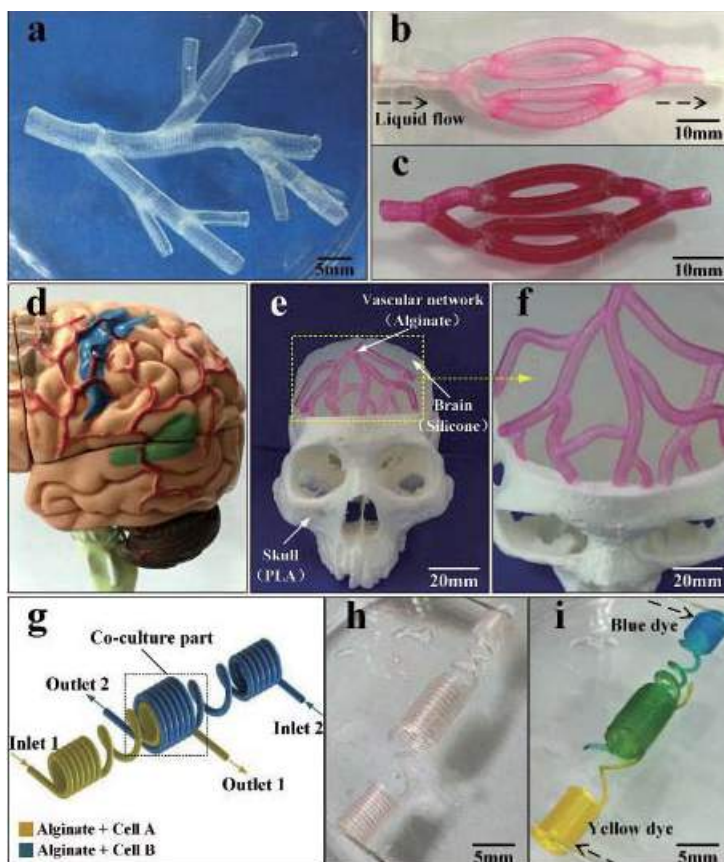 a
b
Liquid flow
10mm
5mm
c
10mm
d
e
Vascular network
（Alginate）
Brain
（Silicone）
Skull
（PLA）
20mm
f
20mm
g
Co-culture part
Outlet 2
Inlet 1
Inlet 2
Outlet 1
Alginate + Cell A
Alginate + Cell B
h
5mm
i
Blue dye
Yellow dye
5mm